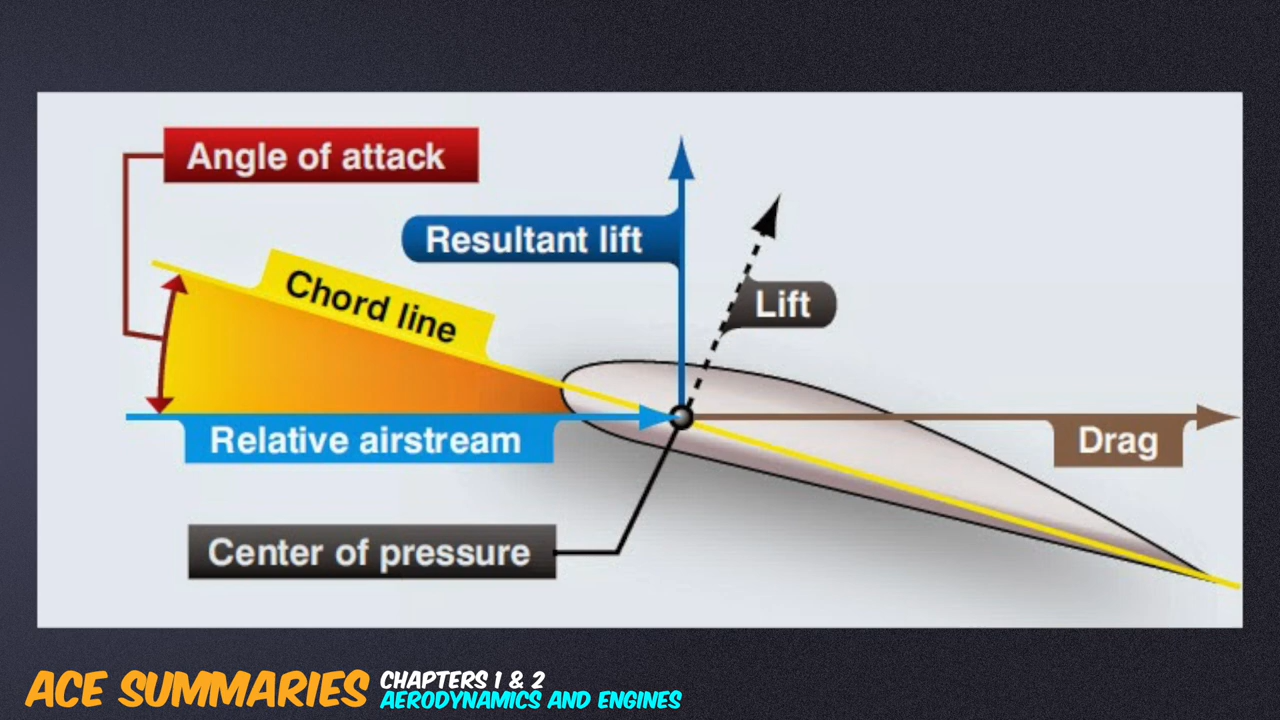 Angle of attack
Resultant lift
Chord line
Lift
Relative airstream
Drag
Center of pressure
ACE SUMMARIES
CHAPTERS 1 & 2
AERODYNAMICS AND ENGINES